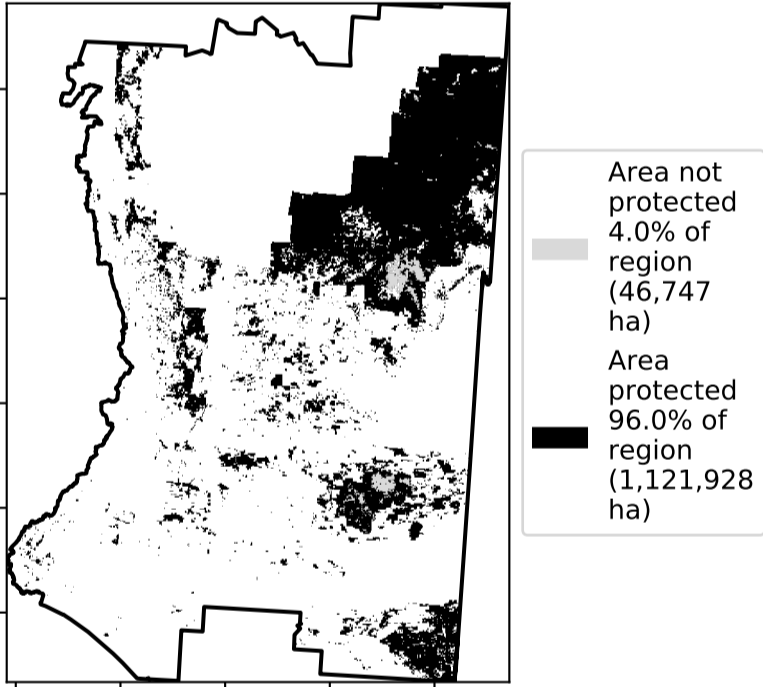 Area not
protected
4.0% of
region
(46,747
ha)
Area
protected
96.0% of
region
(1,121,928
ha)